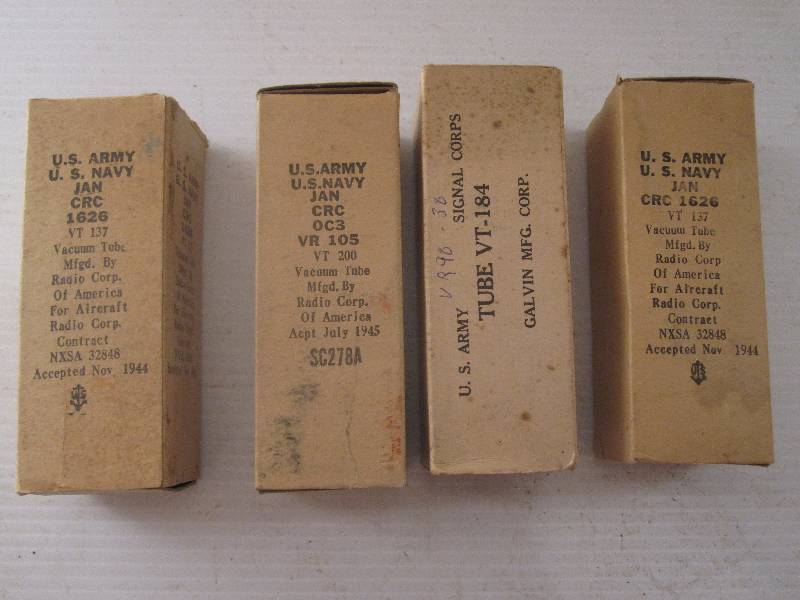 U.S. ARMY
U. S. NAVY
JAN
CRC
1626
VT 137
Vacuum Tube
Mfgd. By
Radio Corp.
Of America
For Aircraft
Radio Corp.
Contract
NXSA 32848
Accepted Nov 1944
U.S.ARMY
U.S.NAVY
JAN
CRC
OC3
VR 105
VT 200
Vacuum Tube
Mfgd. By
Radio Corp.
Of America
Acpt July 1945
SC278A
VR90-30
U. S. ARMY SIGNAL CORPS
TUBE VT-184
GALVIN MFG. CORP.
U. S. ARMY
U. S. NAVY
JAN
CRC 1626
VT 137
Vacuum Tube
Mfgd. By
Radio Corp
Of America
For Aircraft
Radio Corp.
Contract
NXSA 32848
Accepted Nov 1944